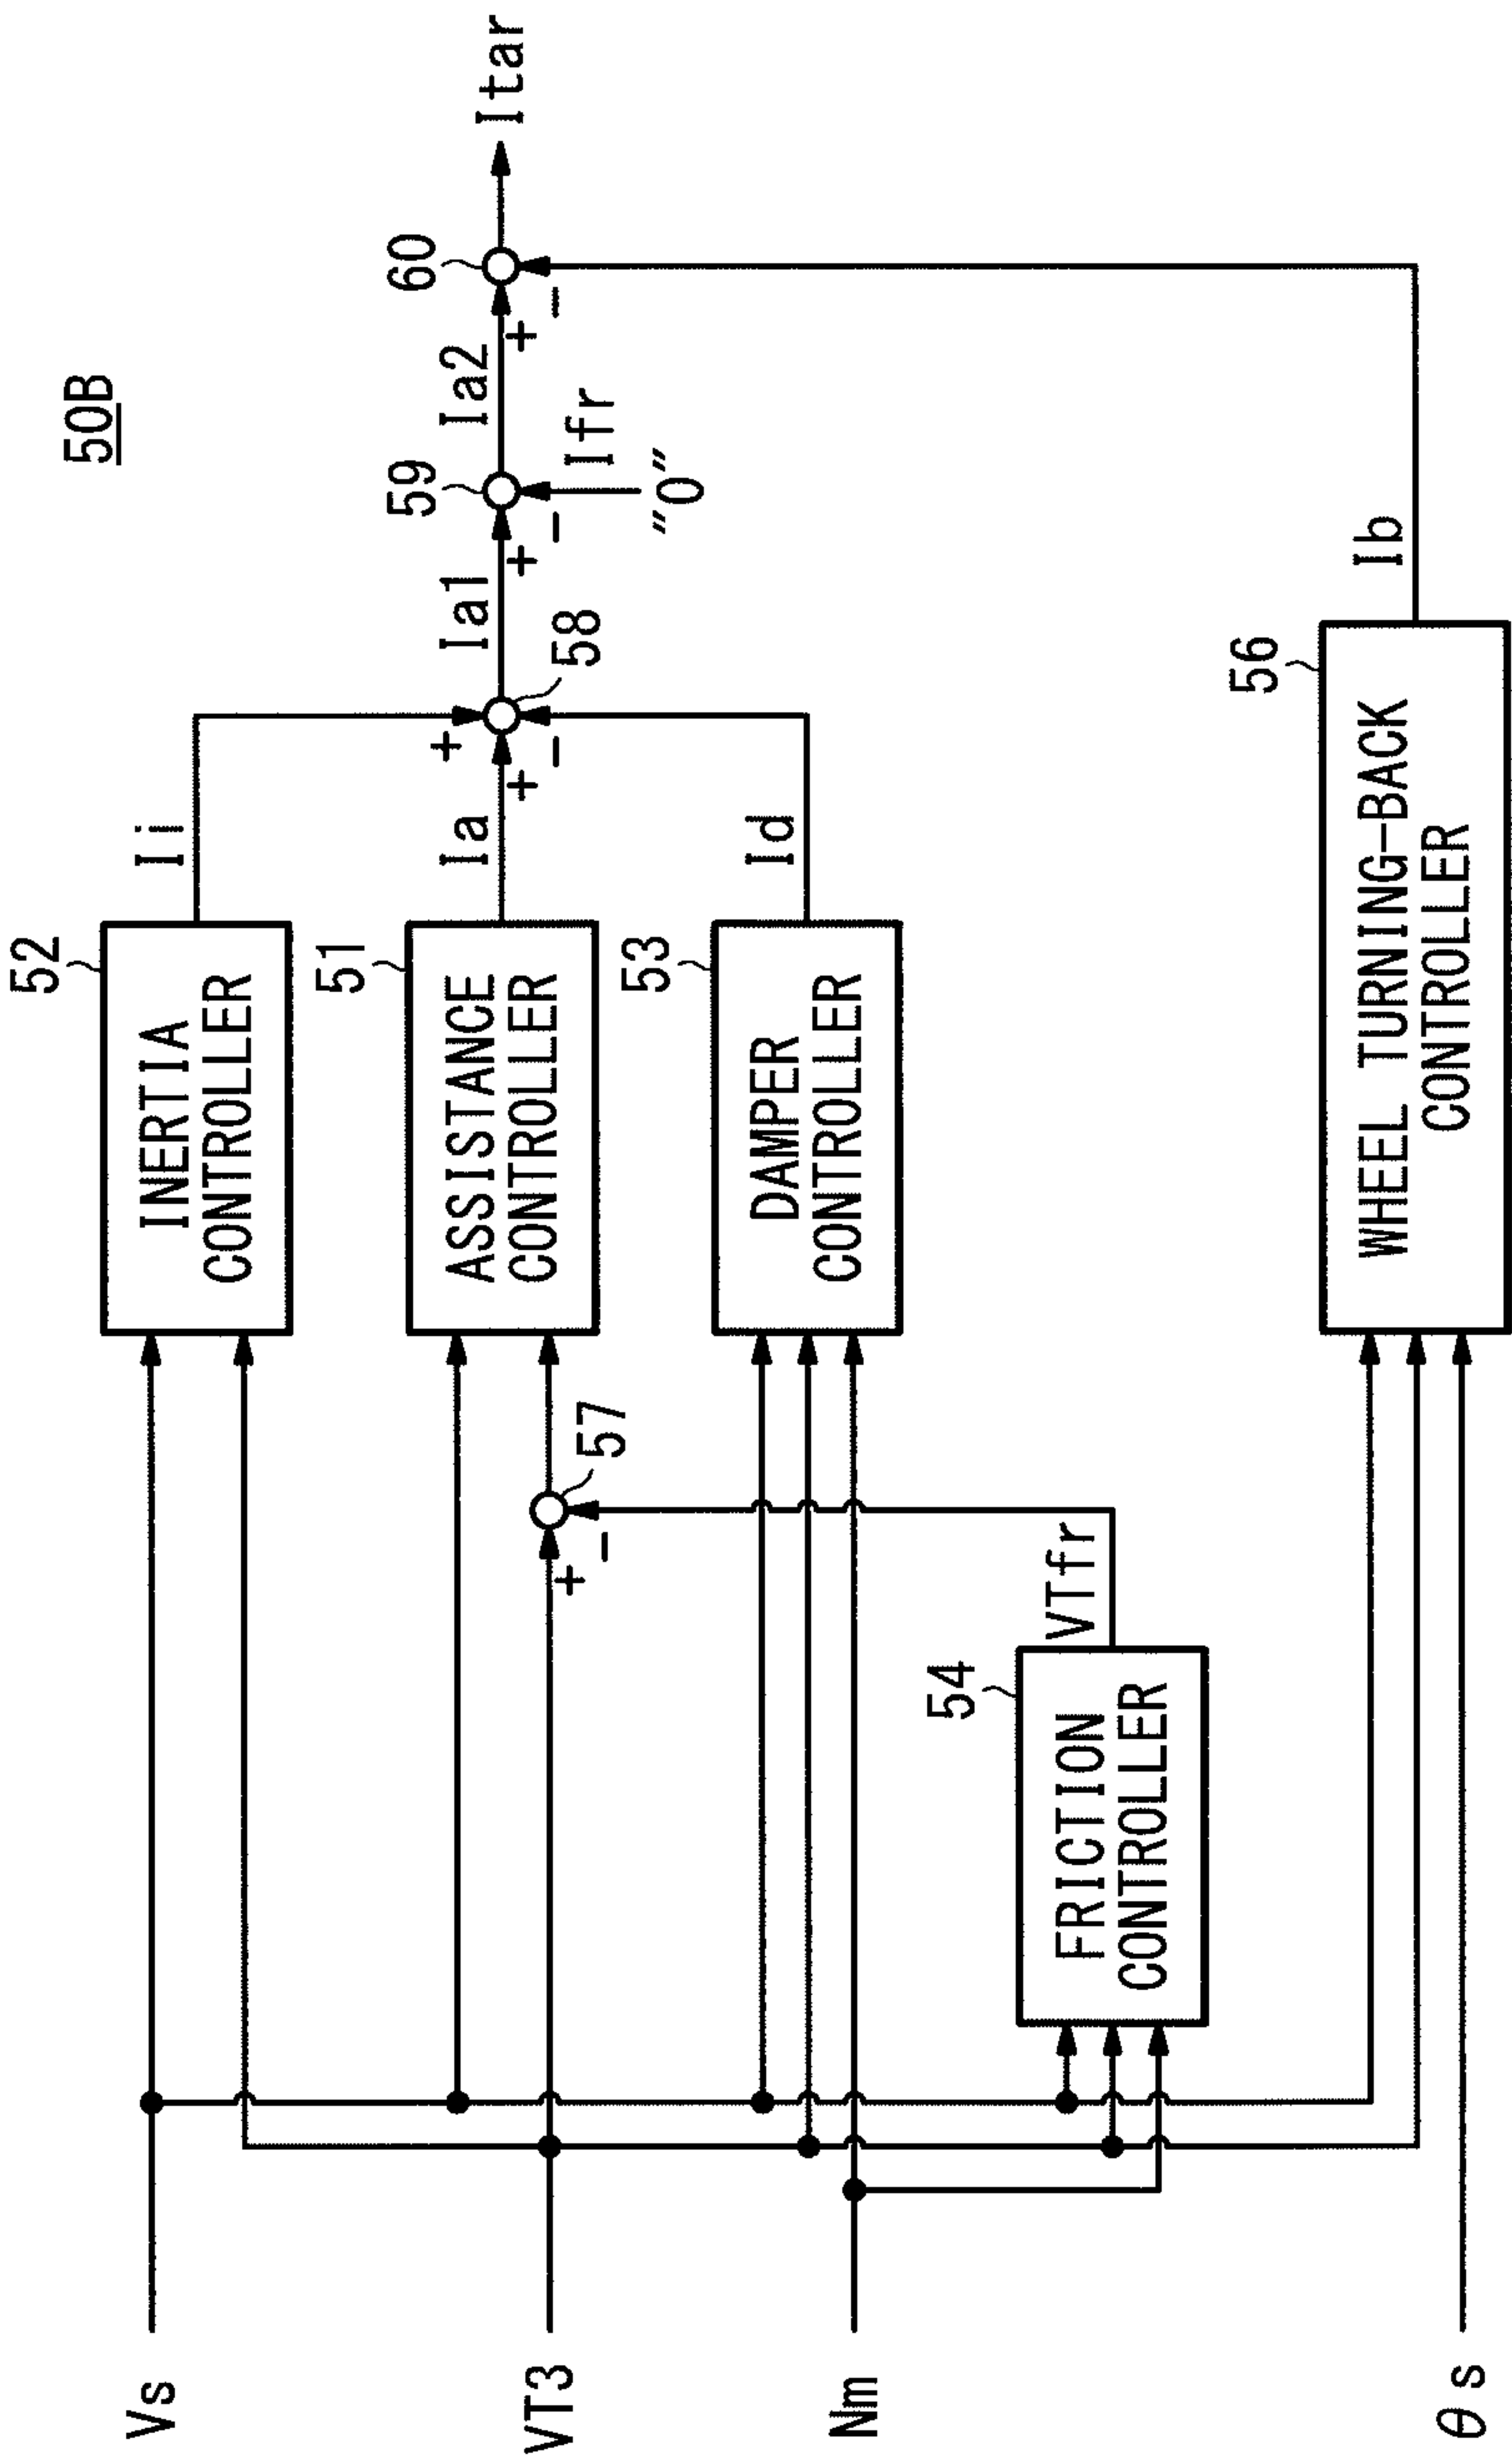 50B
Vs
VT3
Nm
θs
52
INERTIA
CONTROLLER
51
ASSISTANCE
CONTROLLER
53
DAMPER
CONTROLLER
54
FRICTION
CONTROLLER
VTfr
56
WHEEL TURNING-BACK
CONTROLLER
57
+
-
Ii
Ia
Id
Ib
+
+
-
58
Ia1
59
+
-
Ifr
"0"
Ia2
60
+
-
Itar